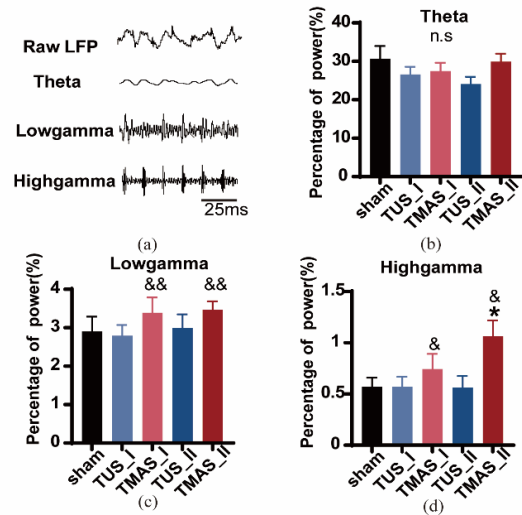 Raw LFP
Theta
Lowgamma
Highgamma
25ms
(a)
Theta
n.s
Percentage of power(%)
40
30
20
10
0
sham
TUS_I
TMAS_I
TUS_II
TMAS_II
(b)
Lowgamma
&&
&&
Percentage of power(%)
4
3
2
1
0
sham
TUS_I
TMAS_I
TUS_II
TMAS_II
(c)
Highgamma
&
&
*
Percentage of power(%)
1.5
1
0.5
0
sham
TUS_I
TMAS_I
TUS_II
TMAS_II
(d)